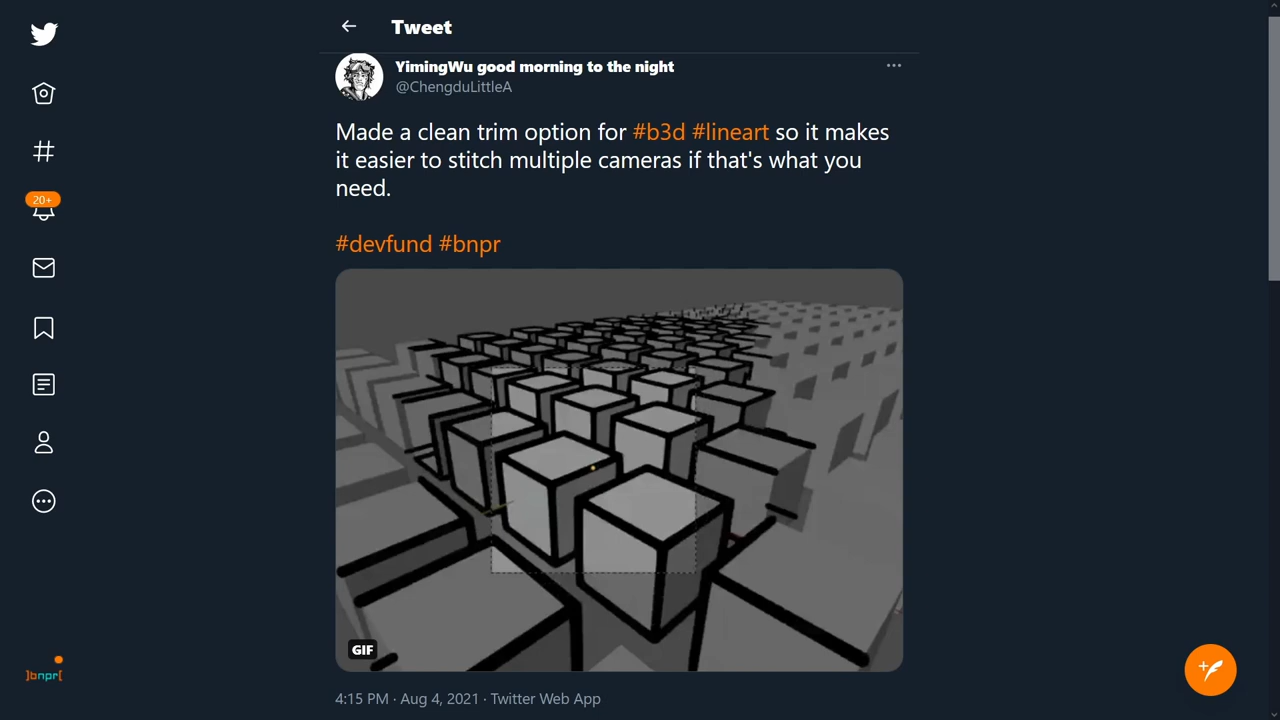 Tweet
YimingWu good morning to the night
@ChengduLittleA
Made a clean trim option for #b3d #lineart so it makes
it easier to stitch multiple cameras if that's what you
need.
#devfund #bnpr
20+
GIF
]bnpr[
4:15 PM · Aug 4, 2021 · Twitter Web App